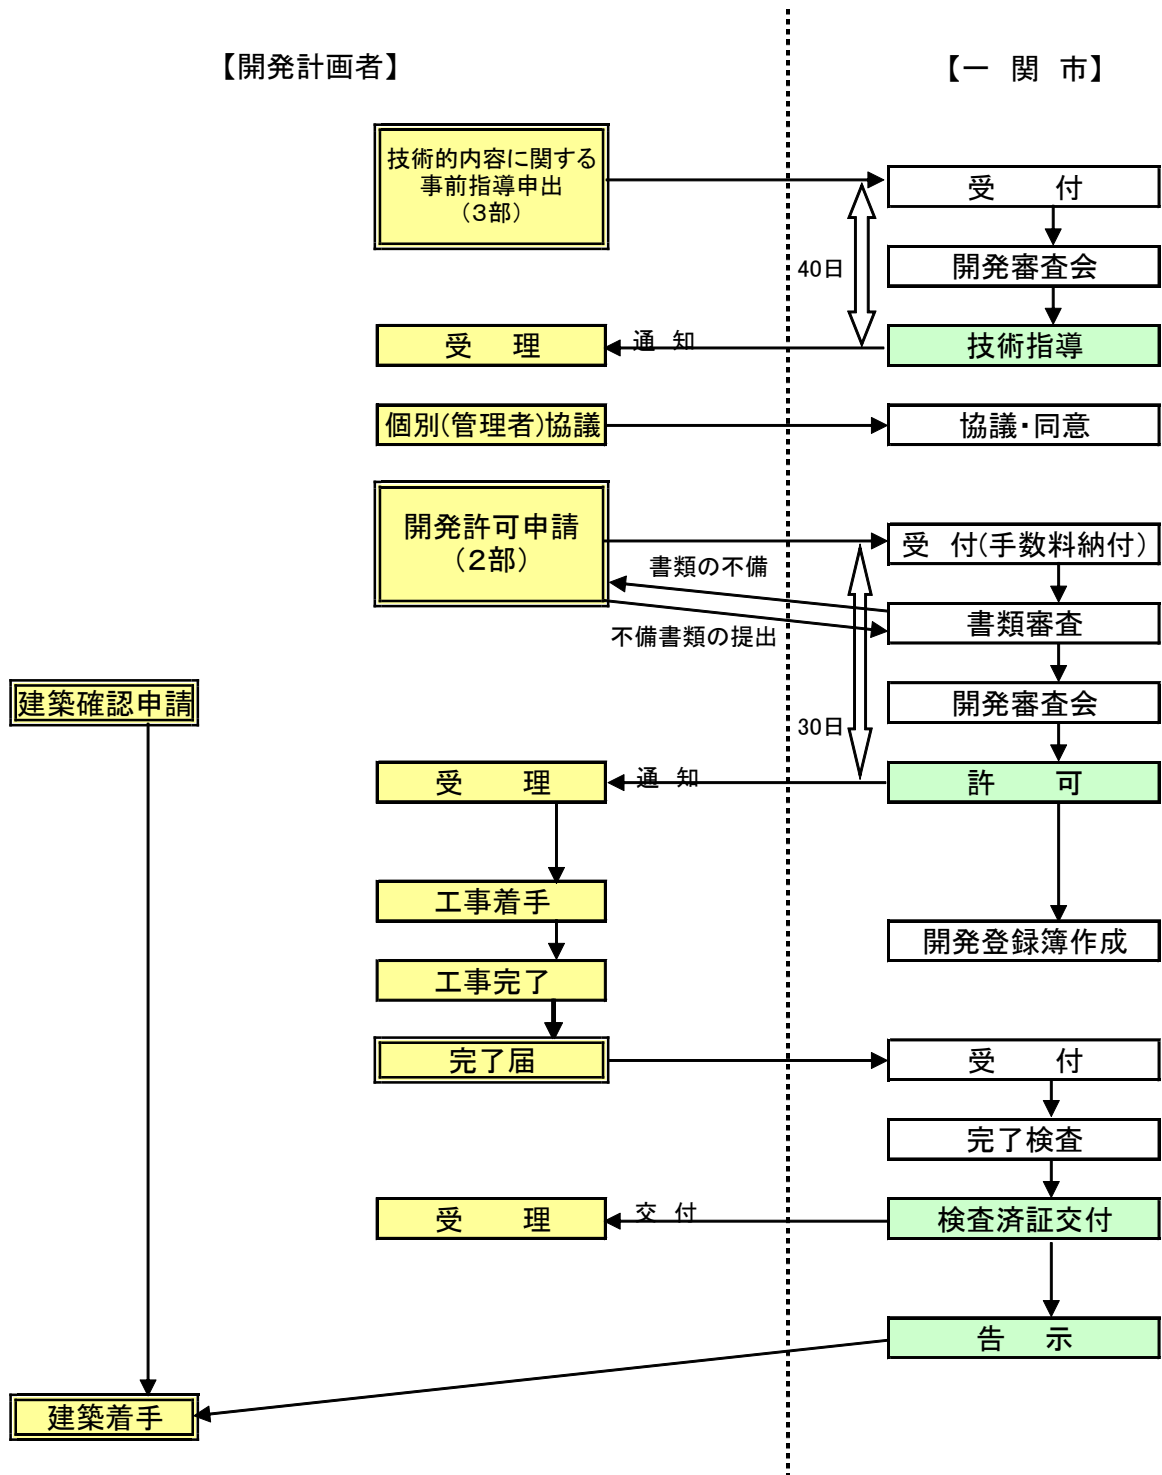 【開発計画者】
【一　関　市】
技術的内容に関する
事前指導申出
（３部）
受　　付
開発審査会
40日
受　理
通　知
技術指導
個別(管理者)協議
協議・同意
開発許可申請
（２部）
受　付(手数料納付)
書類の不備
書類審査
不備書類の提出
建築確認申請
開発審査会
30日
受　　理
通　知
許　　可
工事着手
開発登録簿作成
工事完了
完了届
受　　付
完了検査
受　　理
交　付
検査済証交付
告　示
建築着手